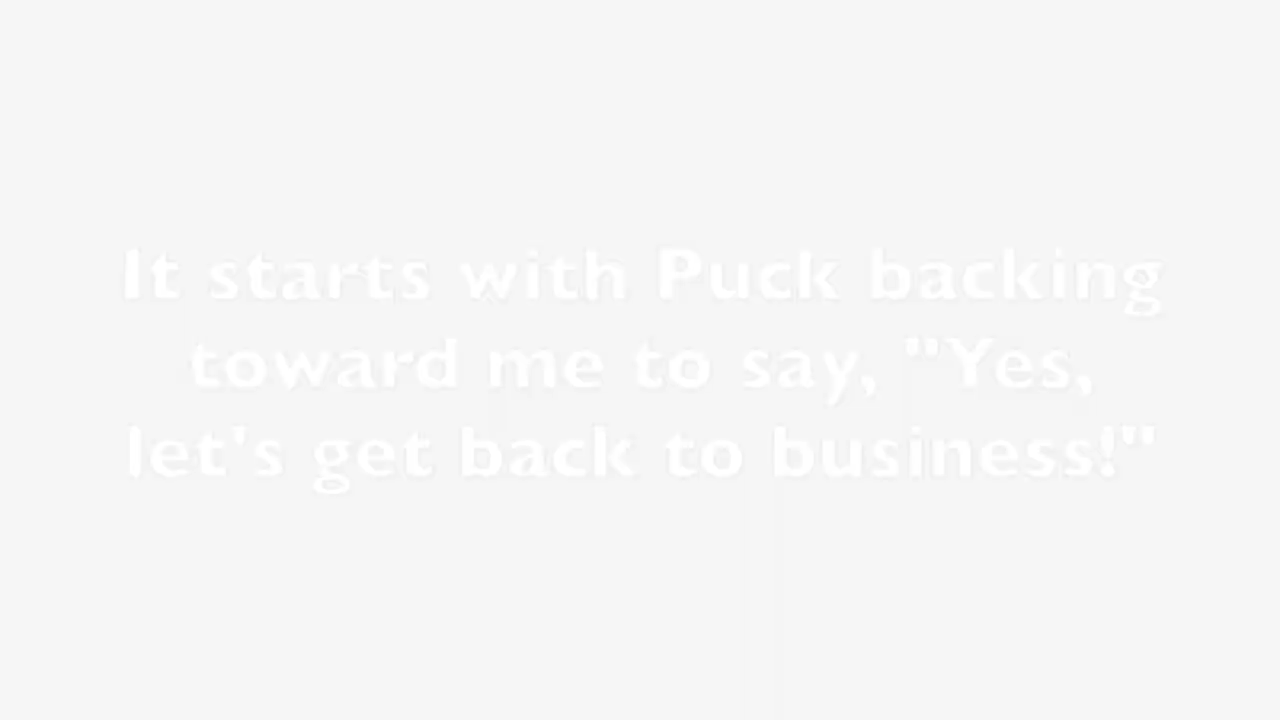 It starts with Puck backing
toward me to say, "Yes,
let's get back to business!"